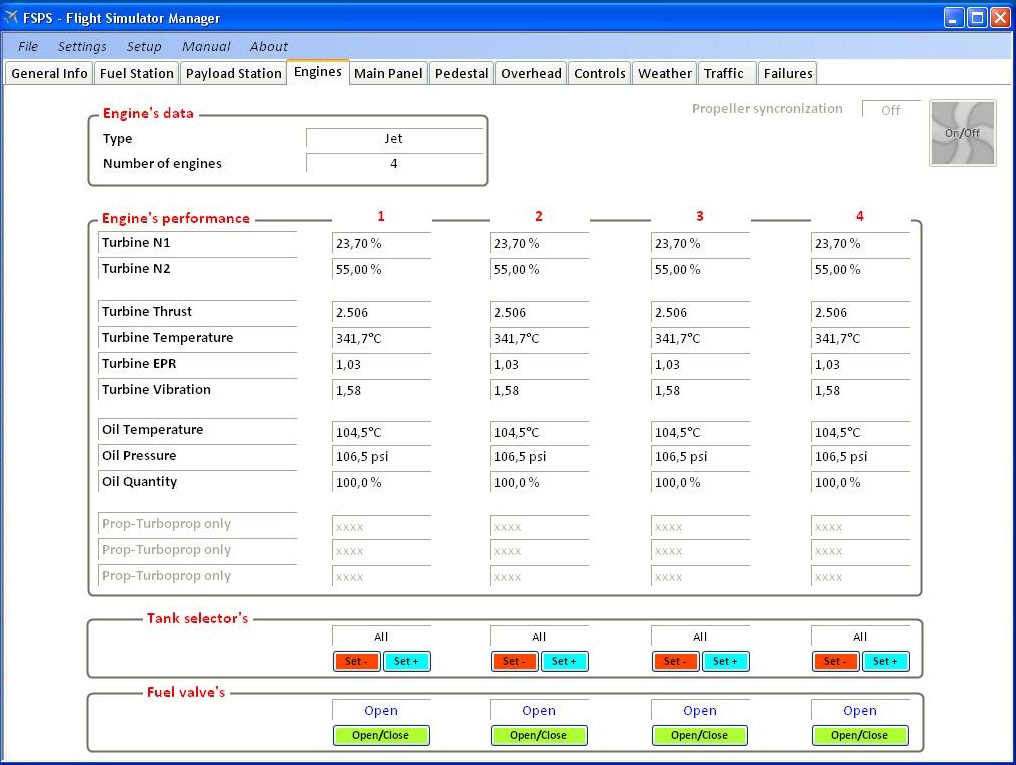 FSPS - Flight Simulator Manager
File Settings Setup Manual About
General Info Fuel Station Payload Station Engines Main Panel Pedestal Overhead Controls Weather Traffic Failures
Engine's data
Type Jet
Number of engines 4
Propeller syncronization Off On/Off
Engine's performance 1 2 3 4
Turbine N1 23,70 % 23,70 % 23,70 % 23,70 %
Turbine N2 55,00 % 55,00 % 55,00 % 55,00 %
Turbine Thrust 2.506 2.506 2.506 2.506
Turbine Temperature 341,7°C 341,7°C 341,7°C 341,7°C
Turbine EPR 1,03 1,03 1,03 1,03
Turbine Vibration 1,58 1,58 1,58 1,58
Oil Temperature 104,5°C 104,5°C 104,5°C 104,5°C
Oil Pressure 106,5 psi 106,5 psi 106,5 psi 106,5 psi
Oil Quantity 100,0 % 100,0 % 100,0 % 100,0 %
Prop-Turboprop only xxxx xxxx xxxx xxxx
Prop-Turboprop only xxxx xxxx xxxx xxxx
Prop-Turboprop only xxxx xxxx xxxx xxxx
Tank selector's
All All All All
Set - Set + Set - Set + Set - Set + Set - Set +
Fuel valve's
Open Open Open Open
Open/Close Open/Close Open/Close Open/Close